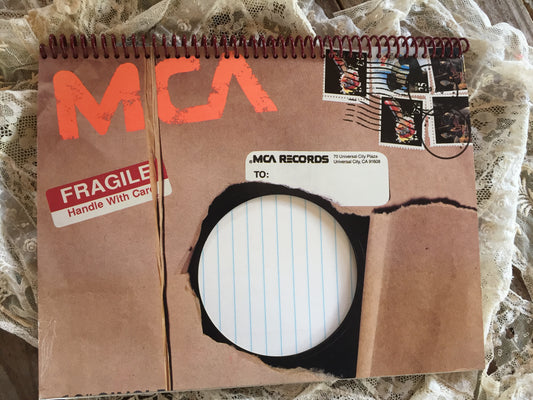 MCA
FRAGILE
Handle With Care
MCA RECORDS
70 Universal City Plaza
Universal City, CA 91608
TO: